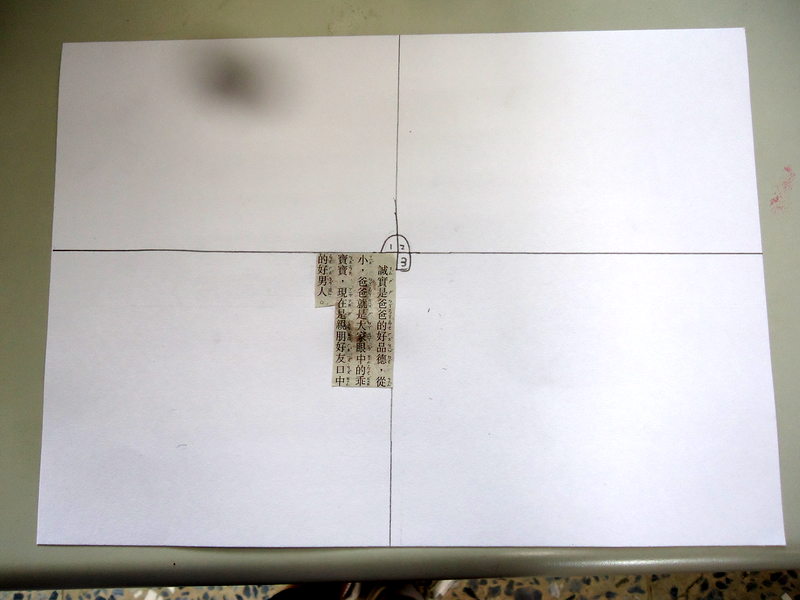 1 2
3
誠實是爸爸的好品德，從
小，爸爸就是大家眼中的乖
寶寶，現在是親朋好友口中
的好男人。